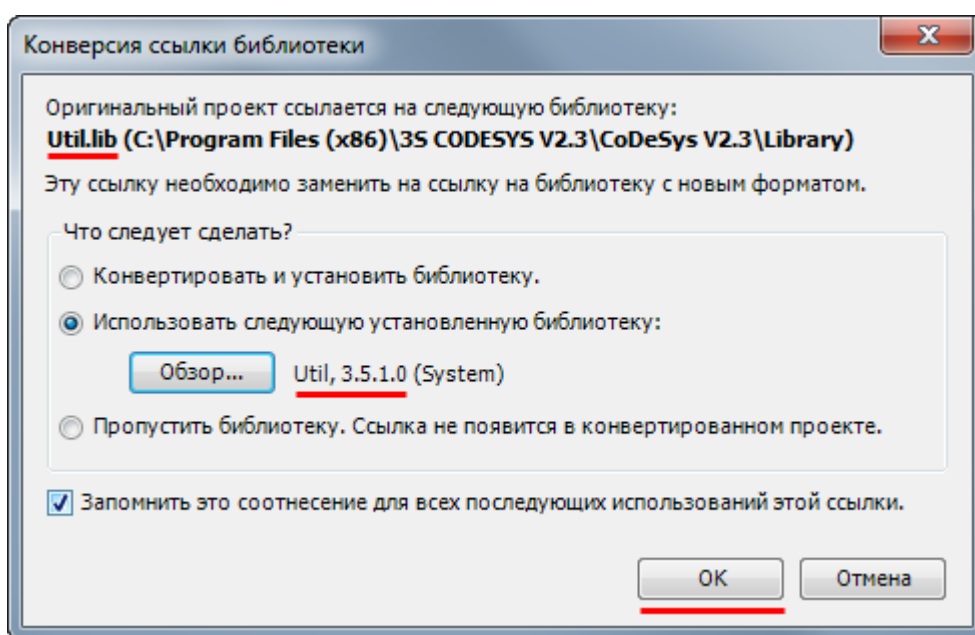 Конверсия ссылки библиотеки
Оригинальный проект ссылается на следующую библиотеку:
Util.lib (C:\Program Files (x86)\3S CODESYS V2.3\CoDeSys V2.3\Library)
Эту ссылку необходимо заменить на ссылку на библиотеку с новым форматом.
Что следует сделать?
Конвертировать и установить библиотеку.
Использовать следующую установленную библиотеку:
Обзор... Util, 3.5.1.0 (System)
Пропустить библиотеку. Ссылка не появится в конвертированном проекте.
Запомнить это соотнесение для всех последующих использований этой ссылки.
ОК Отмена